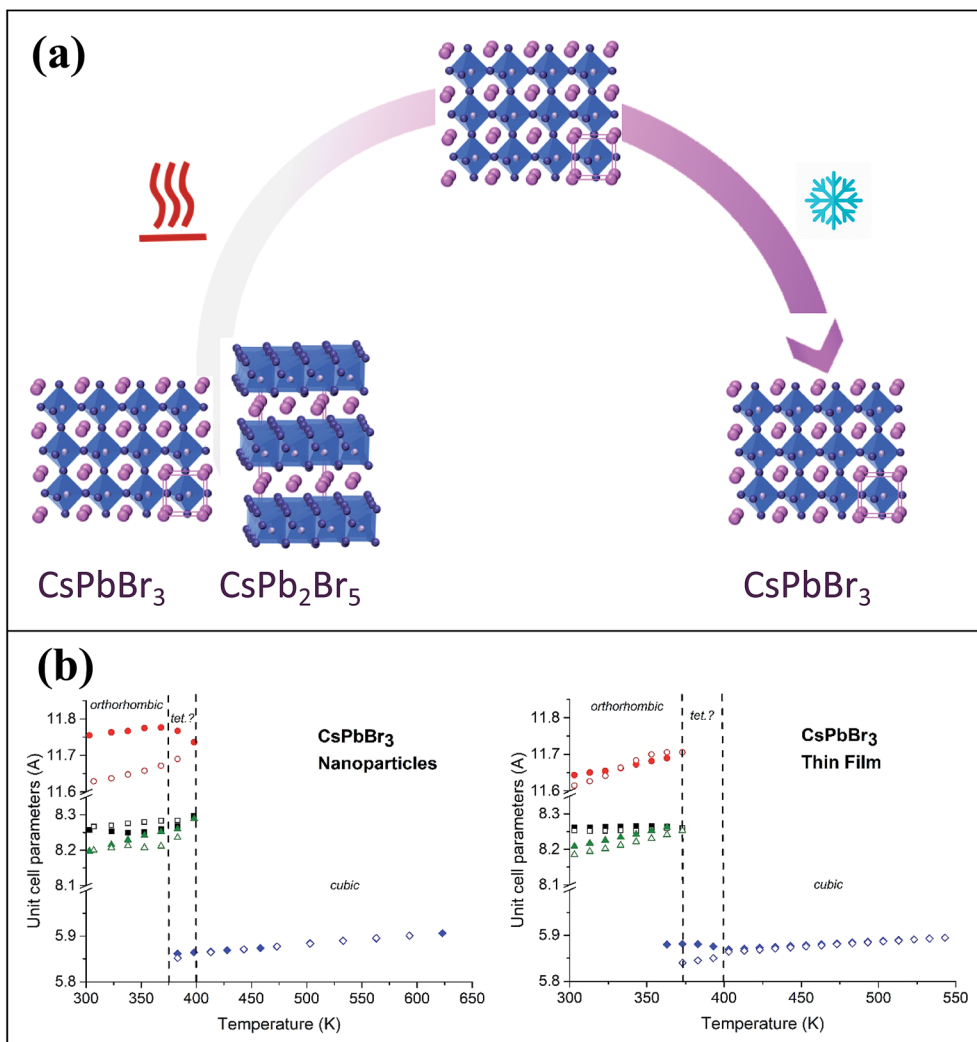 (a)
CsPbBr₃
CsPb₂Br₅
CsPbBr₃
(b)
Unit cell parameters (A)
11.8
11.7
11.6
8.3
8.2
8.1
5.9
5.8
orthorhombic
tet.?
CsPbBr₃
Nanoparticles
cubic
300 350 400 450 500 550 600 650
Temperature (K)
Unit cell parameters (A)
11.8
11.7
11.6
8.3
8.2
8.1
5.9
5.8
orthorhombic
tet.?
CsPbBr₃
Thin Film
cubic
300 350 400 450 500 550
Temperature (K)